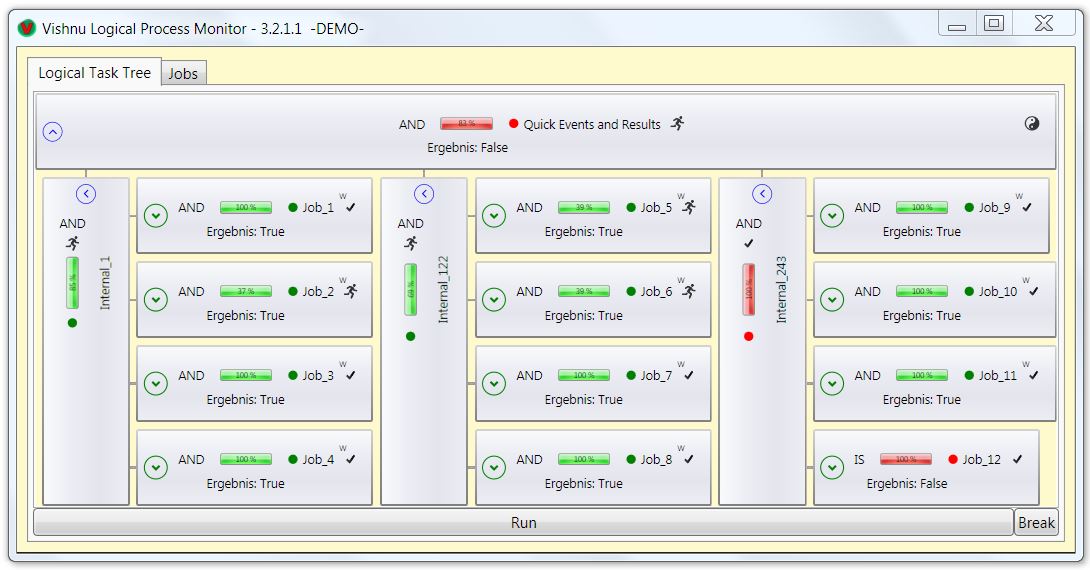 Vishnu Logical Process Monitor - 3.2.1.1 -DEMO-
Logical Task Tree
Jobs
AND 83 % Quick Events and Results
Ergebnis: False
AND
85 %
Internal_1
AND 100 % Job_1 W
Ergebnis: True
AND 37 % Job_2 W
Ergebnis: True
AND 100 % Job_3 W
Ergebnis: True
AND 100 % Job_4 W
Ergebnis: True
AND
69 %
Internal_122
AND 39 % Job_5 W
Ergebnis: True
AND 39 % Job_6 W
Ergebnis: True
AND 100 % Job_7 W
Ergebnis: True
AND 100 % Job_8 W
Ergebnis: True
AND
100 %
Internal_243
AND 100 % Job_9 W
Ergebnis: True
AND 100 % Job_10 W
Ergebnis: True
AND 100 % Job_11 W
Ergebnis: True
IS 100 % Job_12
Ergebnis: False
Run
Break